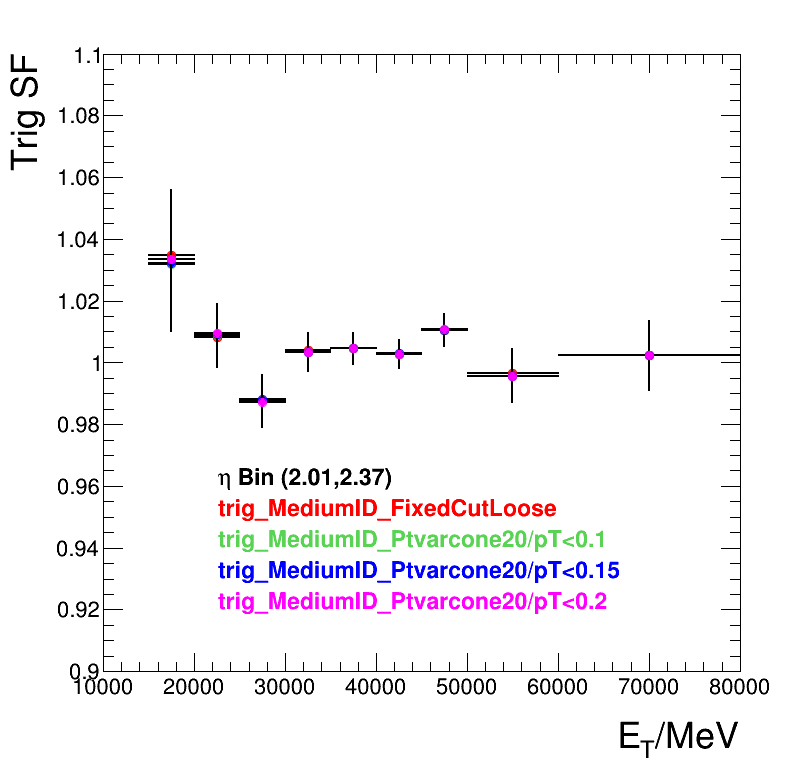 Trig SF
1.1
1.08
1.06
1.04
1.02
1
0.98
0.96
0.94
0.92
0.9
η Bin (2.01,2.37)
trig_MediumID_FixedCutLoose
trig_MediumID_Ptvarcone20/pT<0.1
trig_MediumID_Ptvarcone20/pT<0.15
trig_MediumID_Ptvarcone20/pT<0.2
10000 20000 30000 40000 50000 60000 70000 80000
E_T/MeV